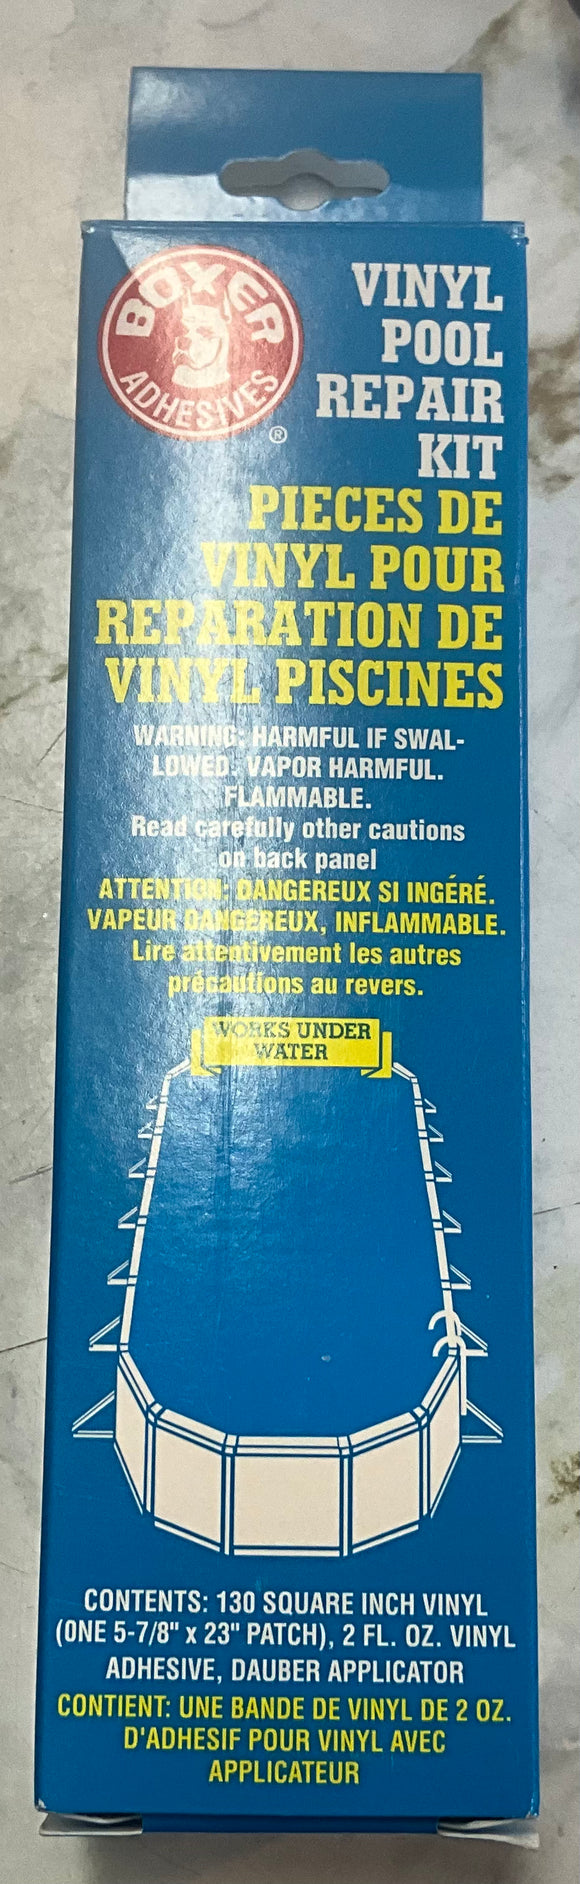 BOXER
ADHESIVES
®
VINYL
POOL
REPAIR
KIT
PIECES DE
VINYL POUR
REPARATION DE
VINYL PISCINES
WARNING: HARMFUL IF SWAL-
LOWED. VAPOR HARMFUL.
FLAMMABLE.
Read carefully other cautions
on back panel
ATTENTION: DANGEREUX SI INGÉRÉ.
VAPEUR DANGEREUX, INFLAMMABLE.
Lire attentivement les autres
précautions au revers.
WORKS UNDER
WATER
CONTENTS: 130 SQUARE INCH VINYL
(ONE 5-7/8" x 23" PATCH), 2 FL. OZ. VINYL
ADHESIVE, DAUBER APPLICATOR
CONTIENT: UNE BANDE DE VINYL DE 2 OZ.
D'ADHESIF POUR VINYL AVEC
APPLICATEUR